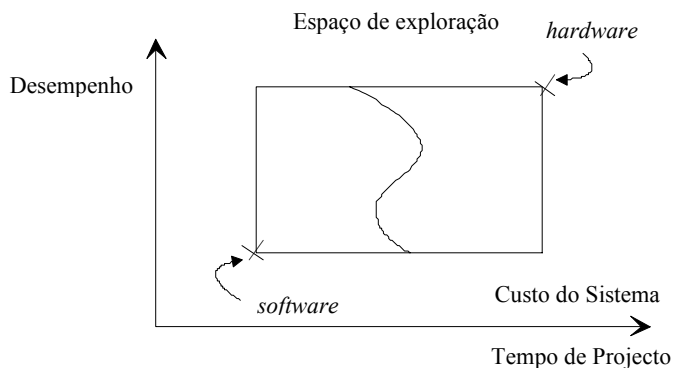 Espaço de exploração
hardware
Desempenho
software
Custo do Sistema
Tempo de Projecto